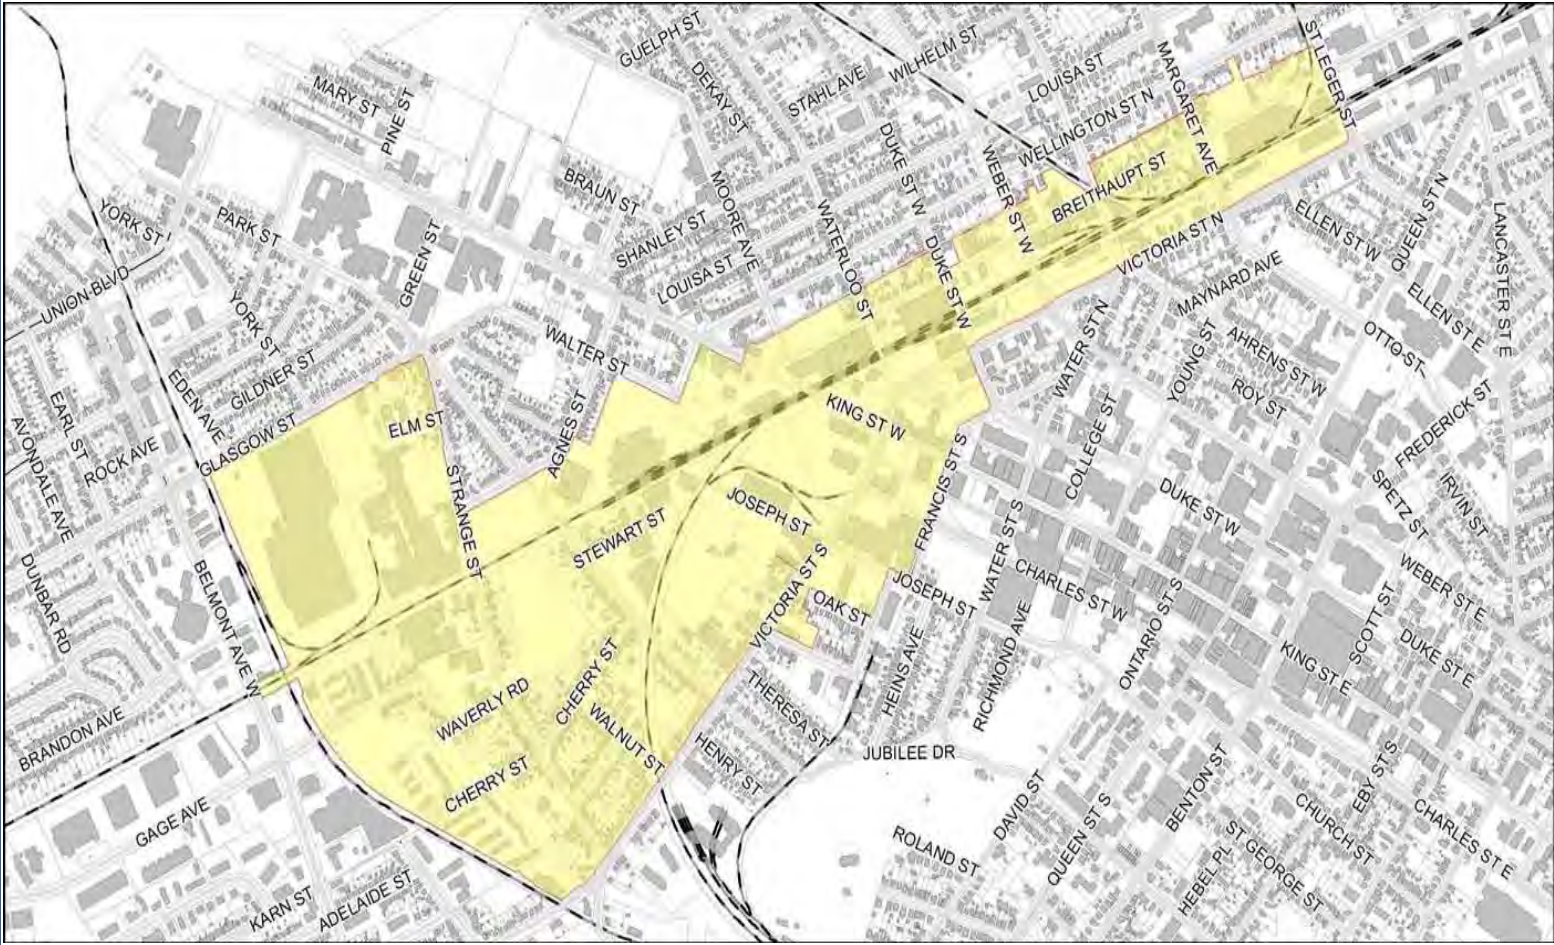 GUELPH ST
WILHELM ST
ST LEGER ST
MARGARET AVE
LOUISA ST
DEKAY ST
STAHL AVE
MARY ST
PINE ST
WELLINGTON ST N
DUKE ST W
WEBER ST W
BREITHAUPT ST
BRAUN ST
MOORE AVE
SHANLEY ST
WATERLOO ST
DUKE ST W
VICTORIA ST N
ELLEN ST W
QUEEN ST N
LANCASTER ST E
YORK ST
PARK ST
GREEN ST
LOUISA ST
UNION BLVD
YORK ST
MAYNARD AVE
ELLEN ST E
WALTER ST
WATER ST N
YOUNG ST
AHRENS ST W
OTTO ST
GILDNER ST
EDEN AVE
EARL ST
ROY ST
FREDERICK ST
AVONDALE AVE
ROCK AVE
GLASGOW ST
ELM ST
AGNES ST
KING ST W
COLLEGE ST
STRANGE ST
JOSEPH ST
FRANCIS ST S
DUKE ST W
SPETZ ST
IRVIN ST
STEWART ST
WATER ST S
DUNBAR RD
BELMONT AVE W
VICTORIA ST S
OAK ST
JOSEPH ST
CHARLES ST W
ONTARIO ST S
SCOTT ST
WEBER ST E
DUKE ST E
KING ST E
HEINS AVE
RICHMOND AVE
CHERRY ST
WAVERLY RD
THERESA ST
WALNUT ST
BRANDON AVE
HENRY ST
JUBILEE DR
CHERRY ST
GAGE AVE
DAVID ST
QUEEN ST S
BENTON ST
EBY ST S
CHURCH ST
CHARLES ST E
ROLAND ST
ST GEORGE ST
HEBEL PL
KARN ST
ADELAIDE ST